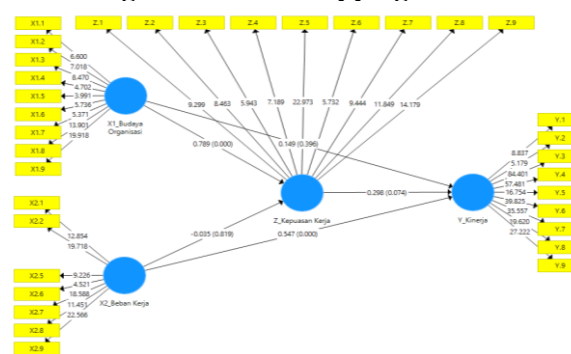 X1.1
Z.1
Z.2
Z.3
Z.4
Z.5
Z.6
Z.7
Z.8
Z.9
X1.2
X1.3
X1.4
X1.5
X1.6
X1.7
X1.8
X1.9
6.600
7.018
8.470
4.702
3.991
5.736
5.371
13.901
19.918
X1_Budaya
Organisasi
9.299
8.463
5.943
7.189
22.973
5.732
9.444
11.849
14.179
0.789 (0.000)
0.149 (0.396)
Z_Kepuasan Kerja
0.298 (0.074)
-0.035 (0.819)
0.547 (0.000)
Y_Kinerja
8.837
5.179
57.481
16.754
39.825
35.557
19.620
27.222
Y.1
Y.2
Y.3
Y.4
Y.5
Y.6
Y.7
Y.8
Y.9
X2.1
X2.2
X2.5
X2.6
X2.7
X2.8
X2.9
12.854
19.718
9.226
4.521
18.588
11.451
22.566
X2_Beban Kerja